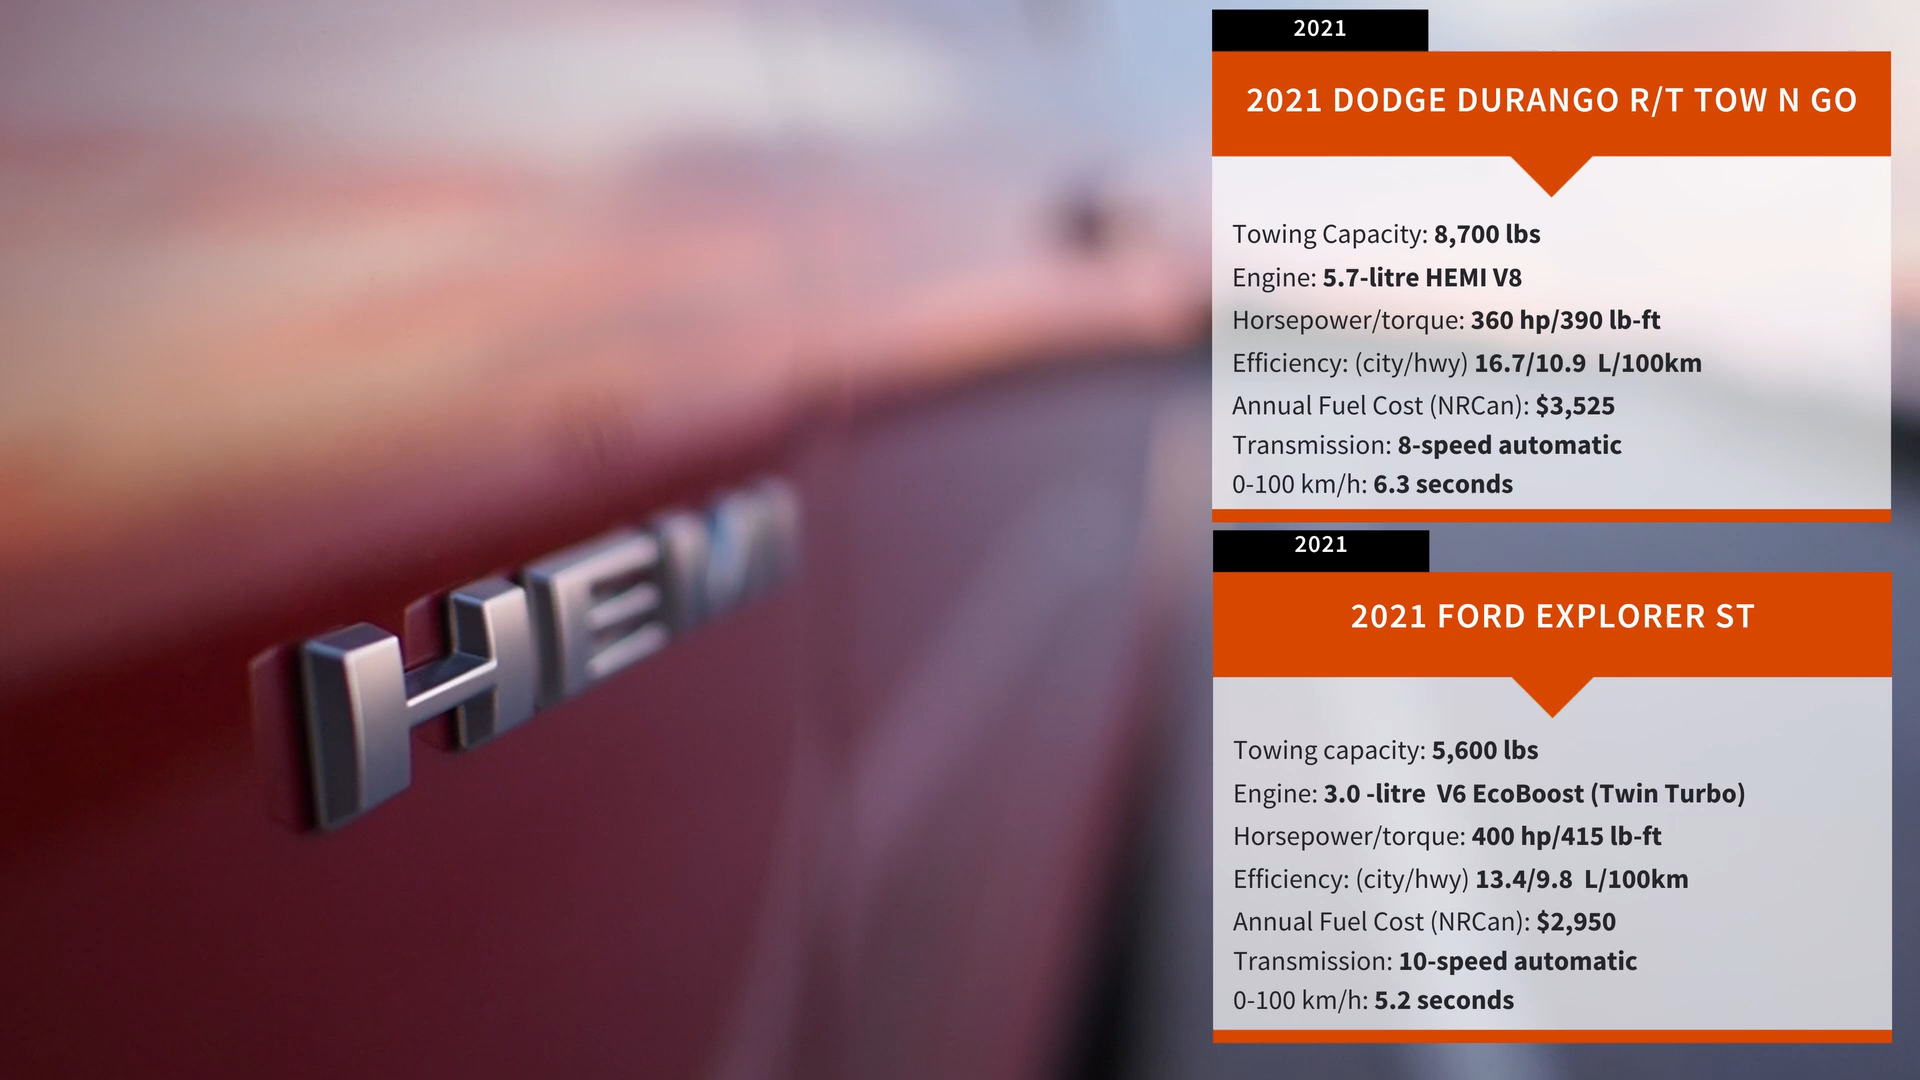 2021
2021 DODGE DURANGO R/T TOW N GO
Towing Capacity: 8,700 lbs
Engine: 5.7-litre HEMI V8
Horsepower/torque: 360 hp/390 lb-ft
Efficiency: (city/hwy) 16.7/10.9 L/100km
Annual Fuel Cost (NRCan): $3,525
Transmission: 8-speed automatic
0-100 km/h: 6.3 seconds
2021
2021 FORD EXPLORER ST
Towing capacity: 5,600 lbs
Engine: 3.0 -litre V6 EcoBoost (Twin Turbo)
Horsepower/torque: 400 hp/415 lb-ft
Efficiency: (city/hwy) 13.4/9.8 L/100km
Annual Fuel Cost (NRCan): $2,950
Transmission: 10-speed automatic
0-100 km/h: 5.2 seconds
HEMI